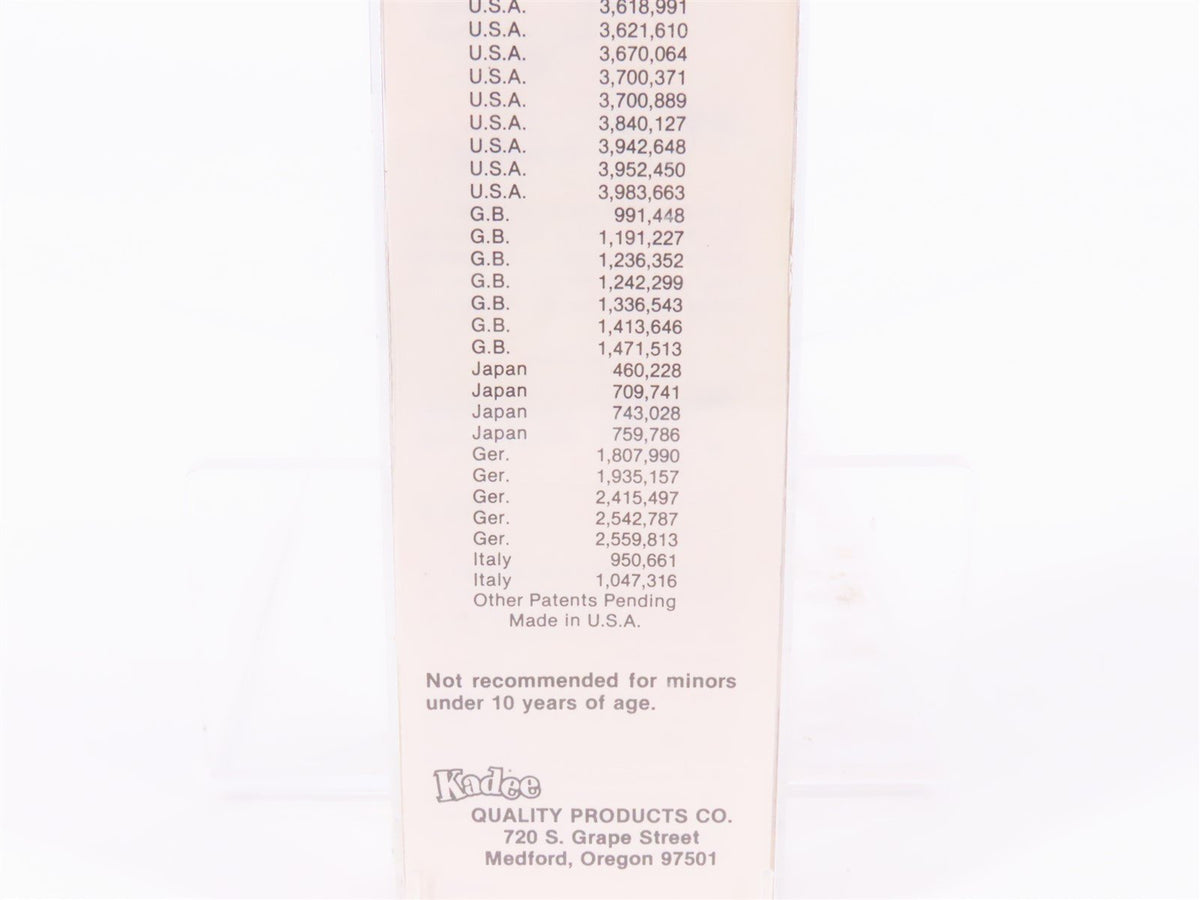 U.S.A. 3,618,991
U.S.A. 3,621,610
U.S.A. 3,670,064
U.S.A. 3,700,371
U.S.A. 3,700,889
U.S.A. 3,840,127
U.S.A. 3,942,648
U.S.A. 3,952,450
U.S.A. 3,983,663
G.B. 991,448
G.B. 1,191,227
G.B. 1,236,352
G.B. 1,242,299
G.B. 1,336,543
G.B. 1,413,646
G.B. 1,471,513
Japan 460,228
Japan 709,741
Japan 743,028
Japan 759,786
Ger. 1,807,990
Ger. 1,935,157
Ger. 2,415,497
Ger. 2,542,787
Ger. 2,559,813
Italy 950,661
Italy 1,047,316
Other Patents Pending
Made in U.S.A.
Not recommended for minors
under 10 years of age.
Kadee
QUALITY PRODUCTS CO.
720 S. Grape Street
Medford, Oregon 97501